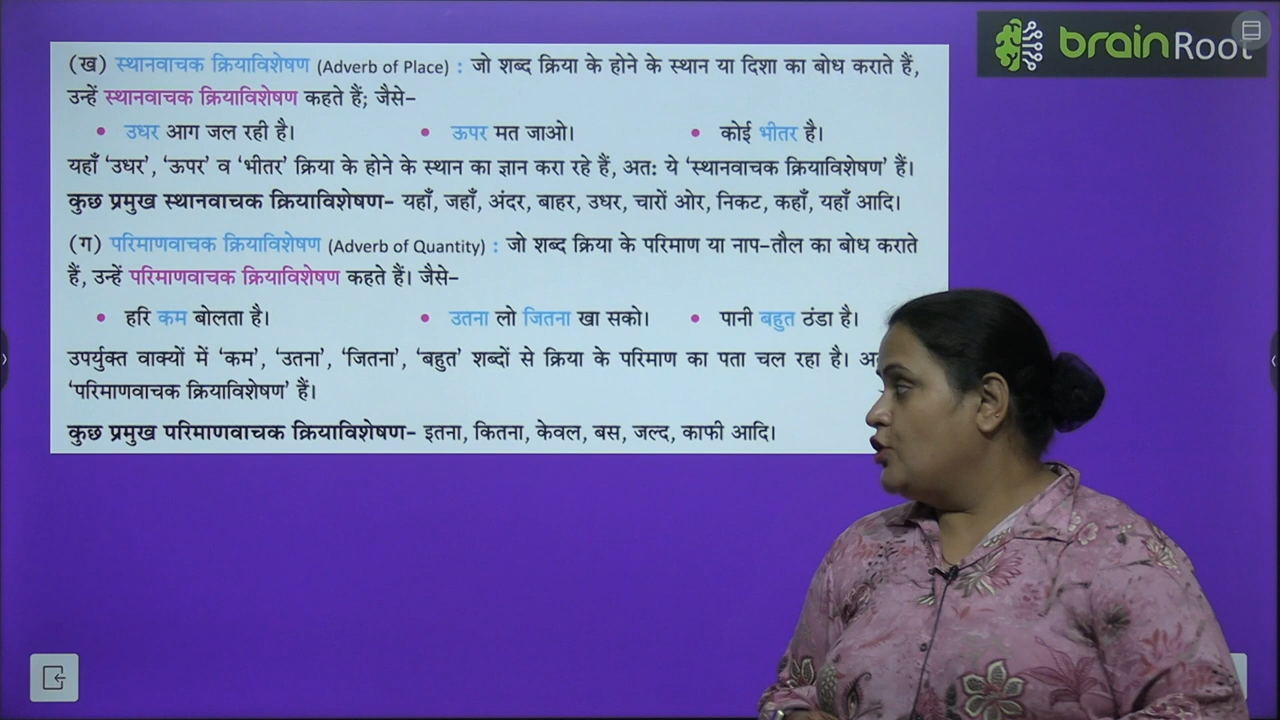 brainRoot
(ख) स्थानवाचक क्रियाविशेषण (Adverb of Place) : जो शब्द क्रिया के होने के स्थान या दिशा का बोध कराते हैं,
उन्हें स्थानवाचक क्रियाविशेषण कहते हैं; जैसे–
• उधर आग जल रही है। • ऊपर मत जाओ। • कोई भीतर है।
यहाँ ‘उधर’, ‘ऊपर’ व ‘भीतर’ क्रिया के होने के स्थान का ज्ञान करा रहे हैं, अतः ये ‘स्थानवाचक क्रियाविशेषण’ हैं।
कुछ प्रमुख स्थानवाचक क्रियाविशेषण– यहाँ, जहाँ, अंदर, बाहर, उधर, चारों ओर, निकट, कहाँ, यहाँ आदि।
(ग) परिमाणवाचक क्रियाविशेषण (Adverb of Quantity) : जो शब्द क्रिया के परिमाण या नाप–तौल का बोध कराते
हैं, उन्हें परिमाणवाचक क्रियाविशेषण कहते हैं। जैसे–
• हरि कम बोलता है। • उतना लो जितना खा सको। • पानी बहुत ठंडा है।
उपर्युक्त वाक्यों में ‘कम’, ‘उतना’, ‘जितना’, ‘बहुत’ शब्दों से क्रिया के परिमाण का पता चल रहा है।
‘परिमाणवाचक क्रियाविशेषण’ हैं।
कुछ प्रमुख परिमाणवाचक क्रियाविशेषण– इतना, कितना, केवल, बस, जल्द, काफी आदि।